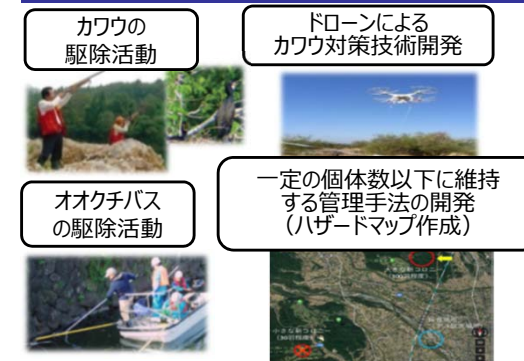 カワウの
駆除活動
ドローンによる
カワウ対策技術開発
オオクチバス
の駆除活動
一定の個体数以下に維持
する管理手法の開発
（ハザードマップ作成）